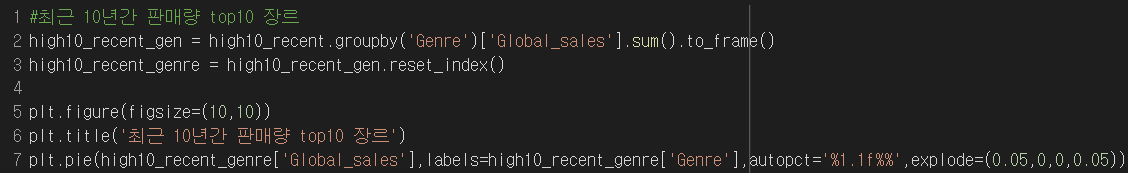 1 #최근 10년간 판매량 top10 장르
2 high10_recent_gen = high10_recent.groupby('Genre')['Global_sales'].sum().to_frame()
3 high10_recent_genre = high10_recent_gen.reset_index()
4
5 plt.figure(figsize=(10,10))
6 plt.title('최근 10년간 판매량 top10 장르')
7 plt.pie(high10_recent_genre['Global_sales'],labels=high10_recent_genre['Genre'],autopct='%1.1f%%',explode=(0.05,0,0,0.05))